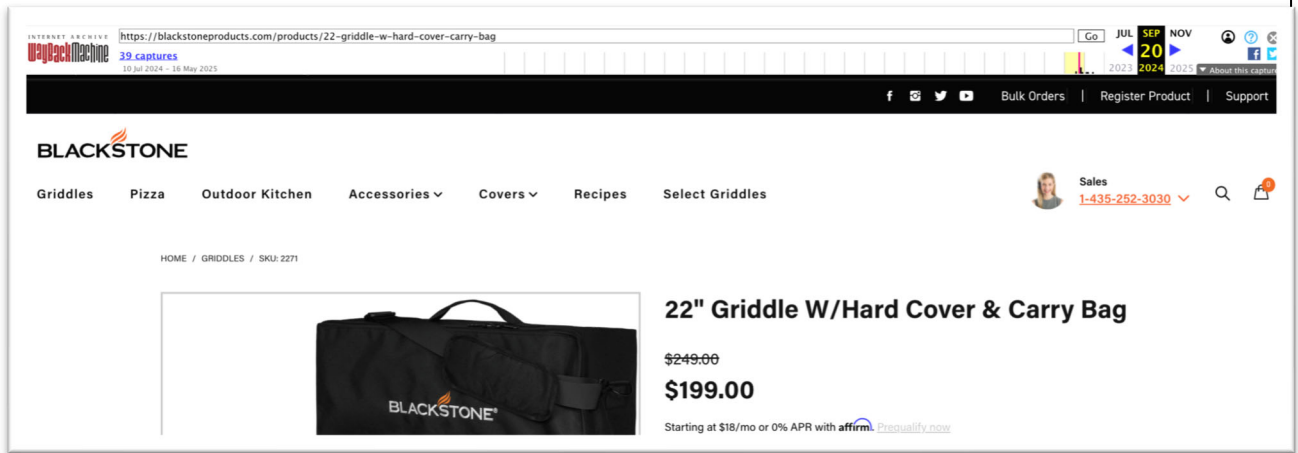 INTERNET ARCHIVE
WayBackMachine
https://blackstoneproducts.com/products/22-griddle-w-hard-cover-carry-bag
Go
JUL SEP NOV
39 captures
20
10 Jul 2024 - 16 May 2025
2023 2024 2025
About this capture
Bulk Orders | Register Product | Support
BLACKSTONE
Griddles Pizza Outdoor Kitchen Accessories Covers Recipes Select Griddles
Sales
1-435-252-3030
0
HOME / GRIDDLES / SKU: 2271
22" Griddle W/Hard Cover & Carry Bag
$249.00
$199.00
BLACKSTONE®
Starting at $18/mo or 0% APR with affirm. Prequalify now